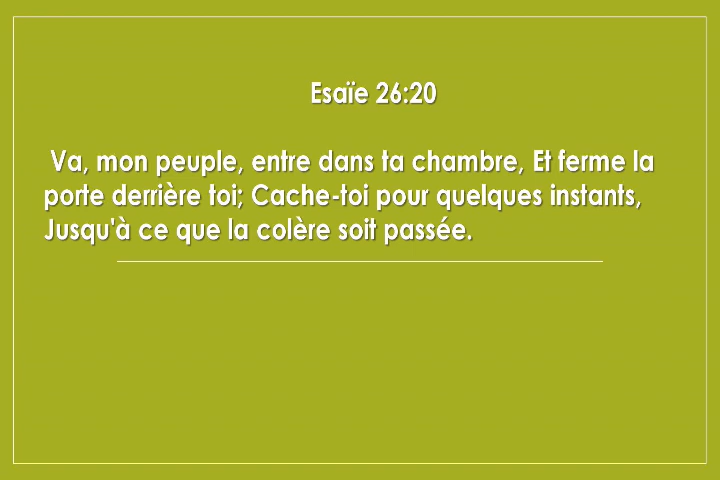 Esaïe 26:20
Va, mon peuple, entre dans ta chambre, Et ferme la
porte derrière toi; Cache-toi pour quelques instants,
Jusqu'à ce que la colère soit passée.